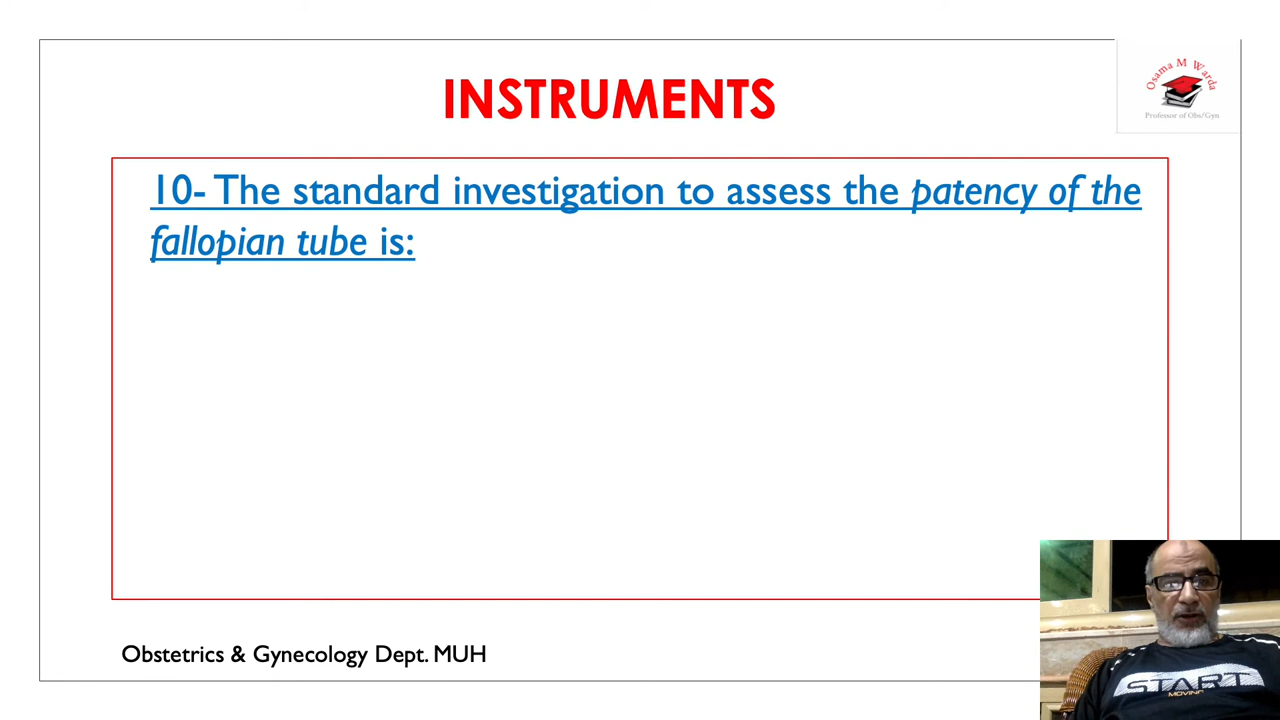 INSTRUMENTS
Osama M Warda
Professor of Obs/Gyn
10- The standard investigation to assess the patency of the
fallopian tube is:
Obstetrics & Gynecology Dept. MUH
START
MOVING